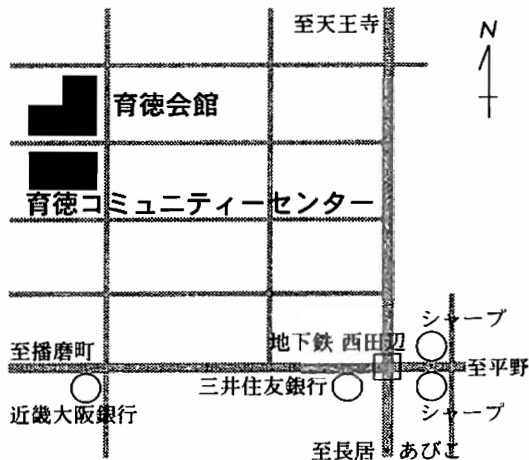 至天王寺
N
育徳会館
育徳コミュニティーセンター
シャープ
地下鉄 西田辺
至播磨町
至平野
三井住友銀行
近畿大阪銀行
シャープ
至長居・あびこ